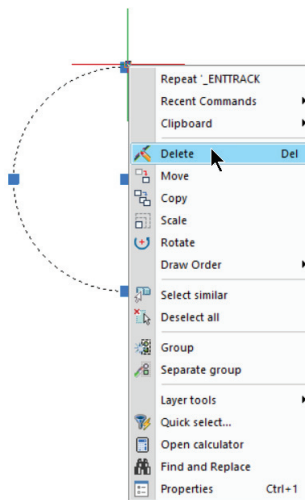 Repeat '_ENTTRACK
Recent Commands
Clipboard
Delete Del
Move
Copy
Scale
Rotate
Draw Order
Select similar
Deselect all
Group
Separate group
Layer tools
Quick select...
Open calculator
Find and Replace
Properties Ctrl+1